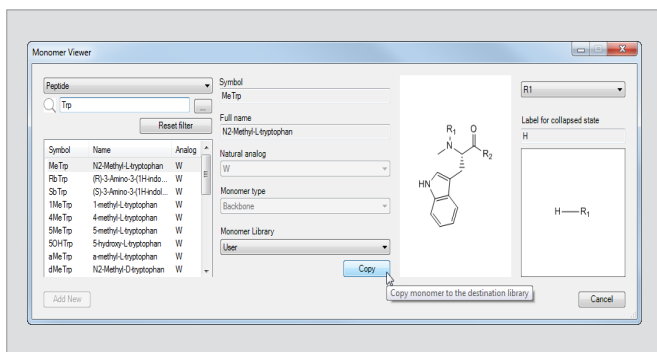 Monomer Viewer
Peptide
Trp
...
Reset filter
Symbol Name Analog
MeTrp N2-Methyl-L-tryptophan W
RbTrp (R)-3-Amino-3-(1H-indo... W
SbTrp (S)-3-Amino-3-(1H-indol... W
1MeTrp 1-methyl-L-tryptophan W
4MeTrp 4-methyl-L-tryptophan W
5MeTrp 5-methyl-L-tryptophan W
5OHTrp 5-hydroxy-L-tryptophan W
aMeTrp a-methyl-L-tryptophan W
dMeTrp N2-Methyl-D-tryptophan W
Add New
Symbol
MeTrp
Full name
N2-Methyl-L-tryptophan
Natural analog
W
Monomer type
Backbone
Monomer Library
User
Copy
Copy monomer to the destination library
R1 O
N R2
HN
R1
Label for collapsed state
H
H R1
Cancel